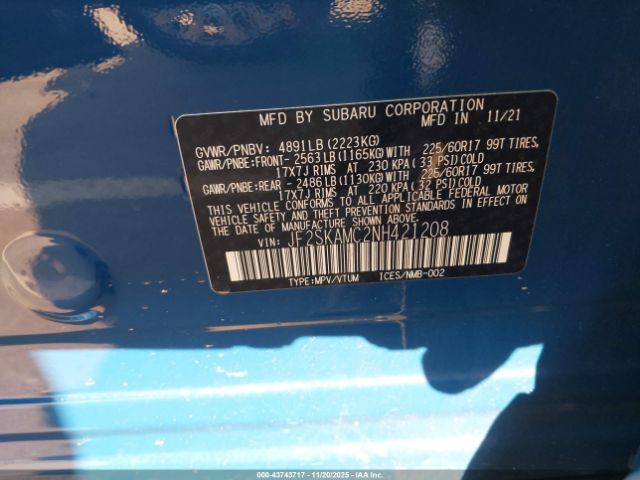 MFD BY SUBARU CORPORATION
MFD IN 11/21
GVWR/PNBV: 4891LB(2223KG)
GAWR/PNBE:FRONT- 2563LB(1165KG)WITH 225/60R17 99T TIRES,
17X7J RIMS AT 230 KPA(33 PSI)COLD
GAWR/PNBE:REAR - 2486LB(1130KG)WITH 225/60R17 99T TIRES,
17X7J RIMS AT 220 KPA(32 PSI)COLD
THIS VEHICLE CONFORMS TO ALL APPLICABLE FEDERAL MOTOR
VEHICLE SAFETY AND BUMPER STANDARDS IN EFFECT ON
THE DATE OF MANUFACTURE SHOWN ABOVE.
VIN: JF2SKAMC2NH421208
TYPE:MPV/VTUM ICES/NMB-002
000-43743717 - 11/20/2025 - IAAC